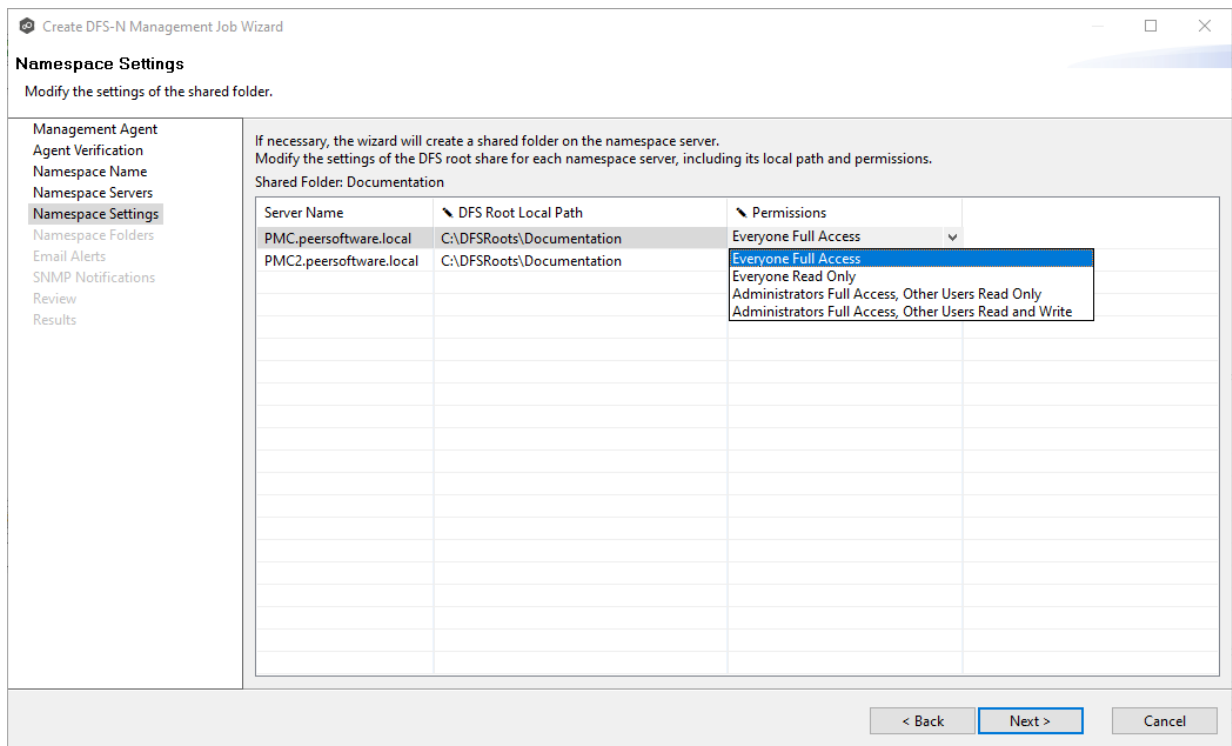 Create DFS-N Management Job Wizard
Namespace Settings
Modify the settings of the shared folder.
Management Agent
Agent Verification
Namespace Name
Namespace Servers
Namespace Settings
Namespace Folders
Email Alerts
SNMP Notifications
Review
Results
If necessary, the wizard will create a shared folder on the namespace server.
Modify the settings of the DFS root share for each namespace server, including its local path and permissions.
Shared Folder: Documentation
Server Name DFS Root Local Path Permissions
PMC.peersoftware.local C:\DFSRoots\Documentation Everyone Full Access
PMC2.peersoftware.local C:\DFSRoots\Documentation
Everyone Full Access
Everyone Read Only
Administrators Full Access, Other Users Read Only
Administrators Full Access, Other Users Read and Write
< Back Next > Cancel